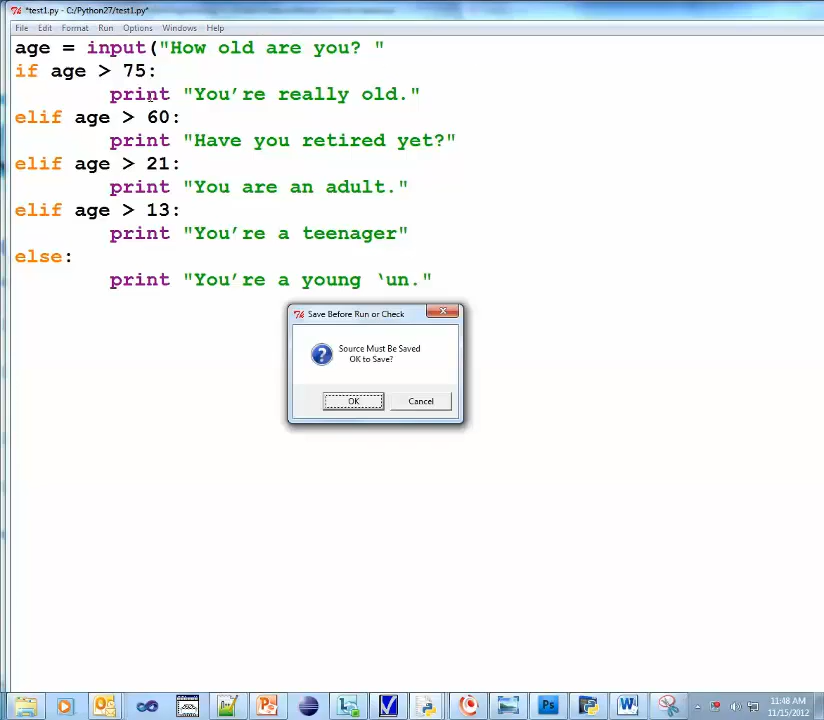 *test1.py - C:/Python27/test1.py*
File Edit Format Run Options Windows Help
age = input("How old are you? "
if age > 75:
print "You’re really old."
elif age > 60:
print "Have you retired yet?"
elif age > 21:
print "You are an adult."
elif age > 13:
print "You’re a teenager"
else:
print "You’re a young ‘un."
Save Before Run or Check
Source Must Be Saved
OK to Save?
OK Cancel
Ps
W
11:48 AM
11/15/2012